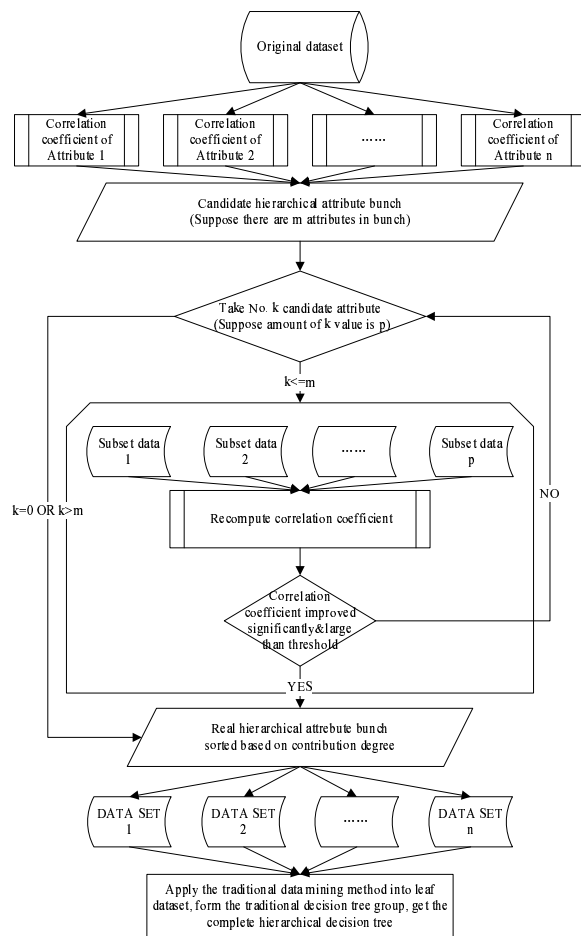 Original dataset
Correlation
coefficient of
Attribute 1
Correlation
coefficient of
Attribute 2
……
Correlation
coefficient of
Attribute n
Candidate hierarchical attribute bunch
(Suppose there are m attributes in bunch)
Take No. k candidate attribute
(Suppose amount of k value is p)
k<=m
Subset data
1
Subset data
2
……
Subset data
p
NO
k=0 OR k>m
Recompute correlation coefficient
Correlation
coefficient improved
significantly&large
than threshold
YES
Real hierarchical attrebute bunch
sorted based on contribution degree
DATA SET
1
DATA SET
2
……
DATA SET
n
Apply the traditional data mining method into leaf
dataset, form the traditional decision tree group, get the
complete hierarchical decision tree